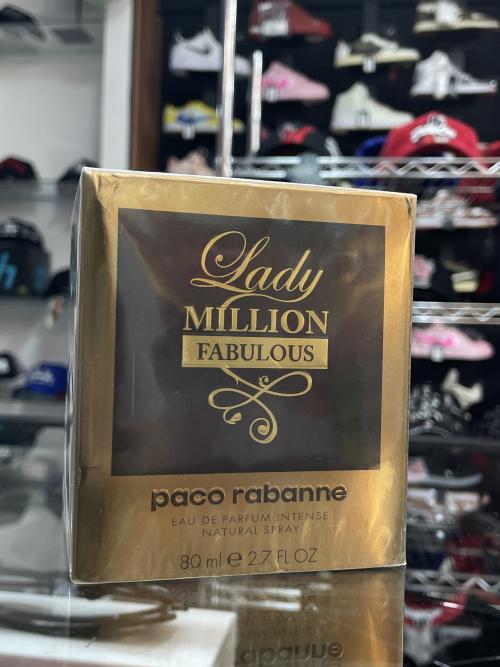 Lady
MILLION
FABULOUS
paco rabanne
EAU DE PARFUM INTENSE
NATURAL SPRAY
80 ml ℮ 2.7 FL OZ